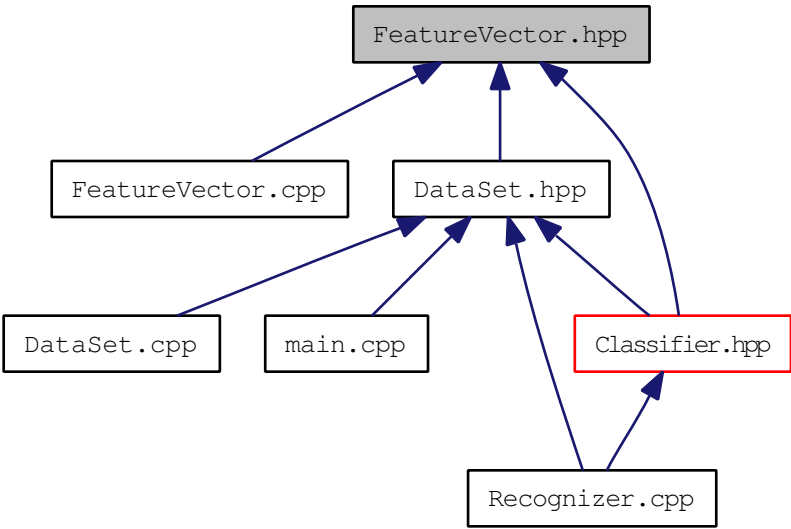 FeatureVector.hpp
FeatureVector.cpp
DataSet.hpp
DataSet.cpp
main.cpp
Classifier.hpp
Recognizer.cpp